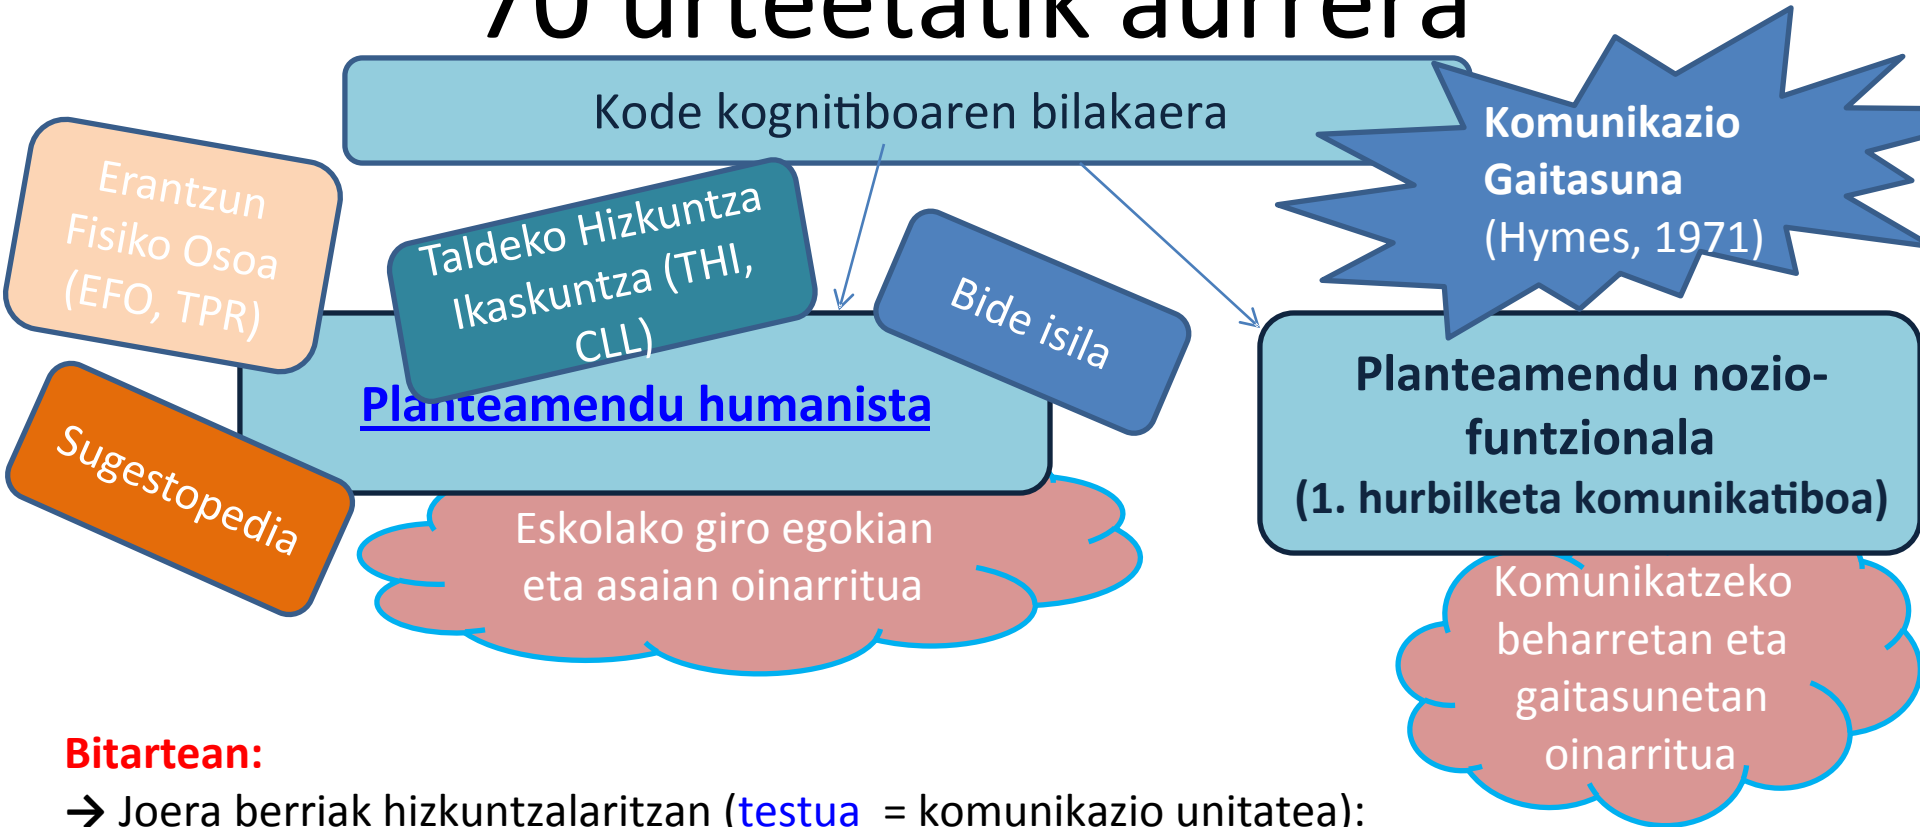 70 urteetatik aurrera
Kode kognitiboaren bilakaera
Komunikazio
Gaitasuna
(Hymes, 1971)
Erantzun
Fisiko Osoa
(EFO, TPR)
Taldeko Hizkuntza
Ikaskuntza (THI,
CLL)
Bide isila
Planteamendu humanista
Planteamendu nozio-
funtzionala
(1. hurbilketa komunikatiboa)
Sugestopedia
Eskolako giro egokian
eta asaian oinarritua
Komunikatzeko
beharretan eta
gaitasunetan
oinarritua
Bitartean:
→ Joera berriak hizkuntzalaritzan (testua = komunikazio unitatea):